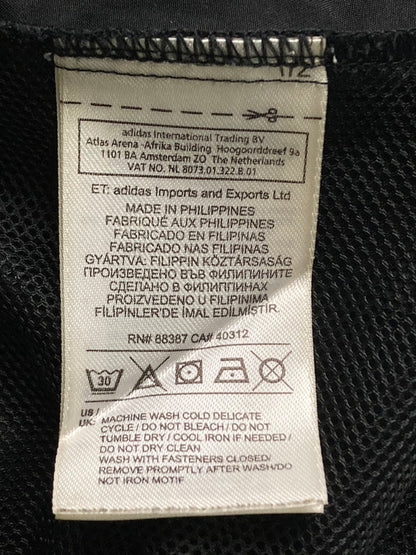 adidas International Trading BV
Atlas Arena -Afrika Building Hoogoorddreef 9a
1101 BA Amsterdam ZO The Netherlands
VAT NO. NL 8073.01.322.B.01
ET: adidas Imports and Exports Ltd
MADE IN PHILIPPINES
FABRIQUÉ AUX PHILIPPINES
FABRICADO EN FILIPINAS
FABRICADO NAS FILIPINAS
GYÁRTVA: FILIPPIN KÖZTÁRSASÁG
ПРОИЗВЕДЕНО ВЪВ ФИЛИПИНИТЕ
СДЕЛАНО В ФИЛИППИНАХ
PROIZVEDENO U FILIPINIMA
FİLİPİNLER'DE İMAL EDİLMİŞTİR.
RN# 88387 CA# 40312
30
US / UK: MACHINE WASH COLD DELICATE
CYCLE / DO NOT BLEACH / DO NOT
TUMBLE DRY / COOL IRON IF NEEDED /
DO NOT DRY CLEAN
WASH WITH FASTENERS CLOSED/
REMOVE PROMPTLY AFTER WASH/DO
NOT IRON MOTIF